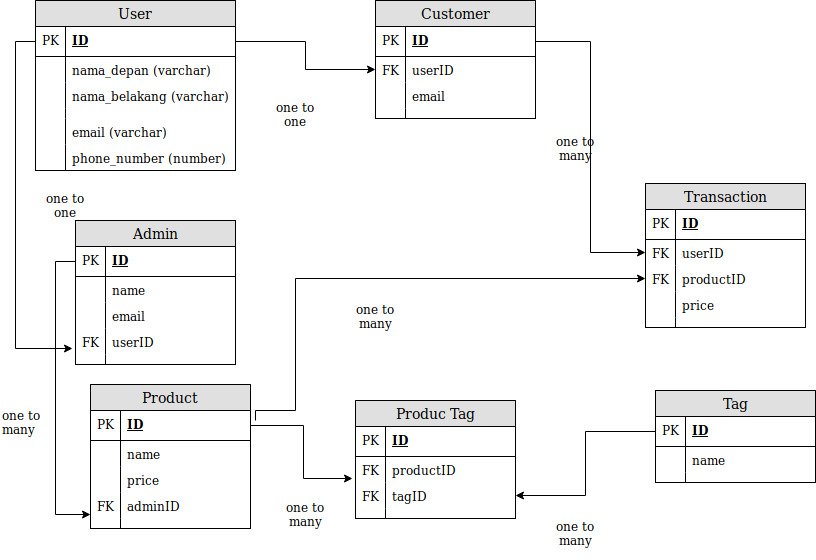 User
PK ID
nama_depan (varchar)
nama_belakang (varchar)
email (varchar)
phone_number (number)
Customer
PK ID
FK userID
email
one to
one
one to
many
Transaction
PK ID
FK userID
FK productID
price
one to
one
Admin
PK ID
name
email
FK userID
one to
many
Product
PK ID
name
price
FK adminID
one to
many
Produc Tag
PK ID
FK productID
FK tagID
Tag
PK ID
name
one to
many
one to
many